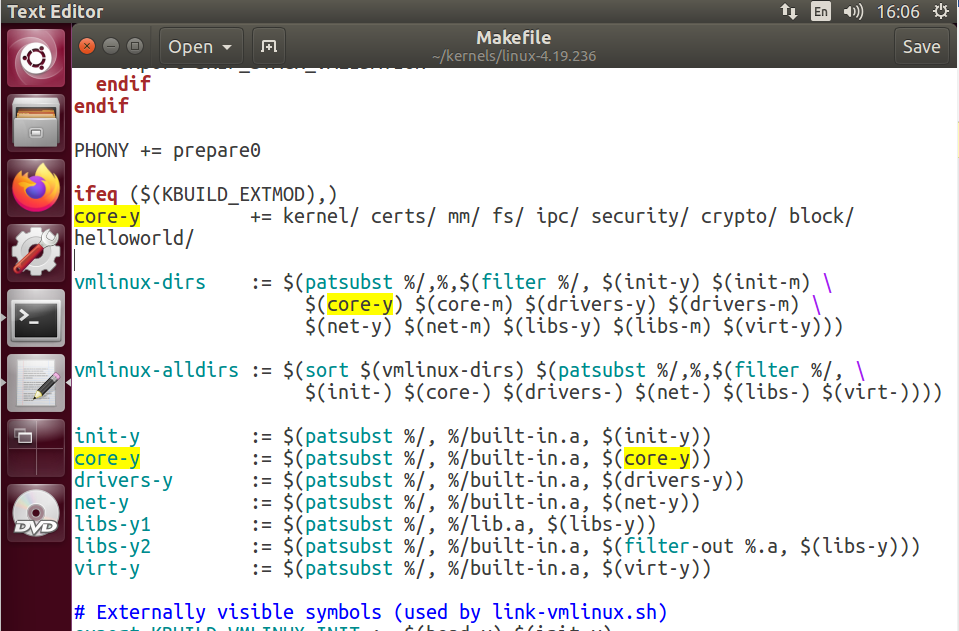 Text Editor
En
16:06
Open
Makefile
~/kernels/linux-4.19.236
Save
endif
endif
PHONY += prepare0
ifeq ($(KBUILD_EXTMOD),)
core-y += kernel/ certs/ mm/ fs/ ipc/ security/ crypto/ block/
helloworld/
vmlinux-dirs := $(patsubst %/,%,$(filter %/, $(init-y) $(init-m) \
$(core-y) $(core-m) $(drivers-y) $(drivers-m) \
$(net-y) $(net-m) $(libs-y) $(libs-m) $(virt-y)))
vmlinux-alldirs := $(sort $(vmlinux-dirs) $(patsubst %/,%,$(filter %/, \
$(init-) $(core-) $(drivers-) $(net-) $(libs-) $(virt-))))
init-y := $(patsubst %/, %/built-in.a, $(init-y))
core-y := $(patsubst %/, %/built-in.a, $(core-y))
drivers-y := $(patsubst %/, %/built-in.a, $(drivers-y))
net-y := $(patsubst %/, %/built-in.a, $(net-y))
libs-y1 := $(patsubst %/, %/lib.a, $(libs-y))
libs-y2 := $(patsubst %/, %/built-in.a, $(filter-out %.a, $(libs-y)))
virt-y := $(patsubst %/, %/built-in.a, $(virt-y))
# Externally visible symbols (used by link-vmlinux.sh)
export KBUILD_VMLINUX_INIT := $(head-y) $(init-y)
DVD